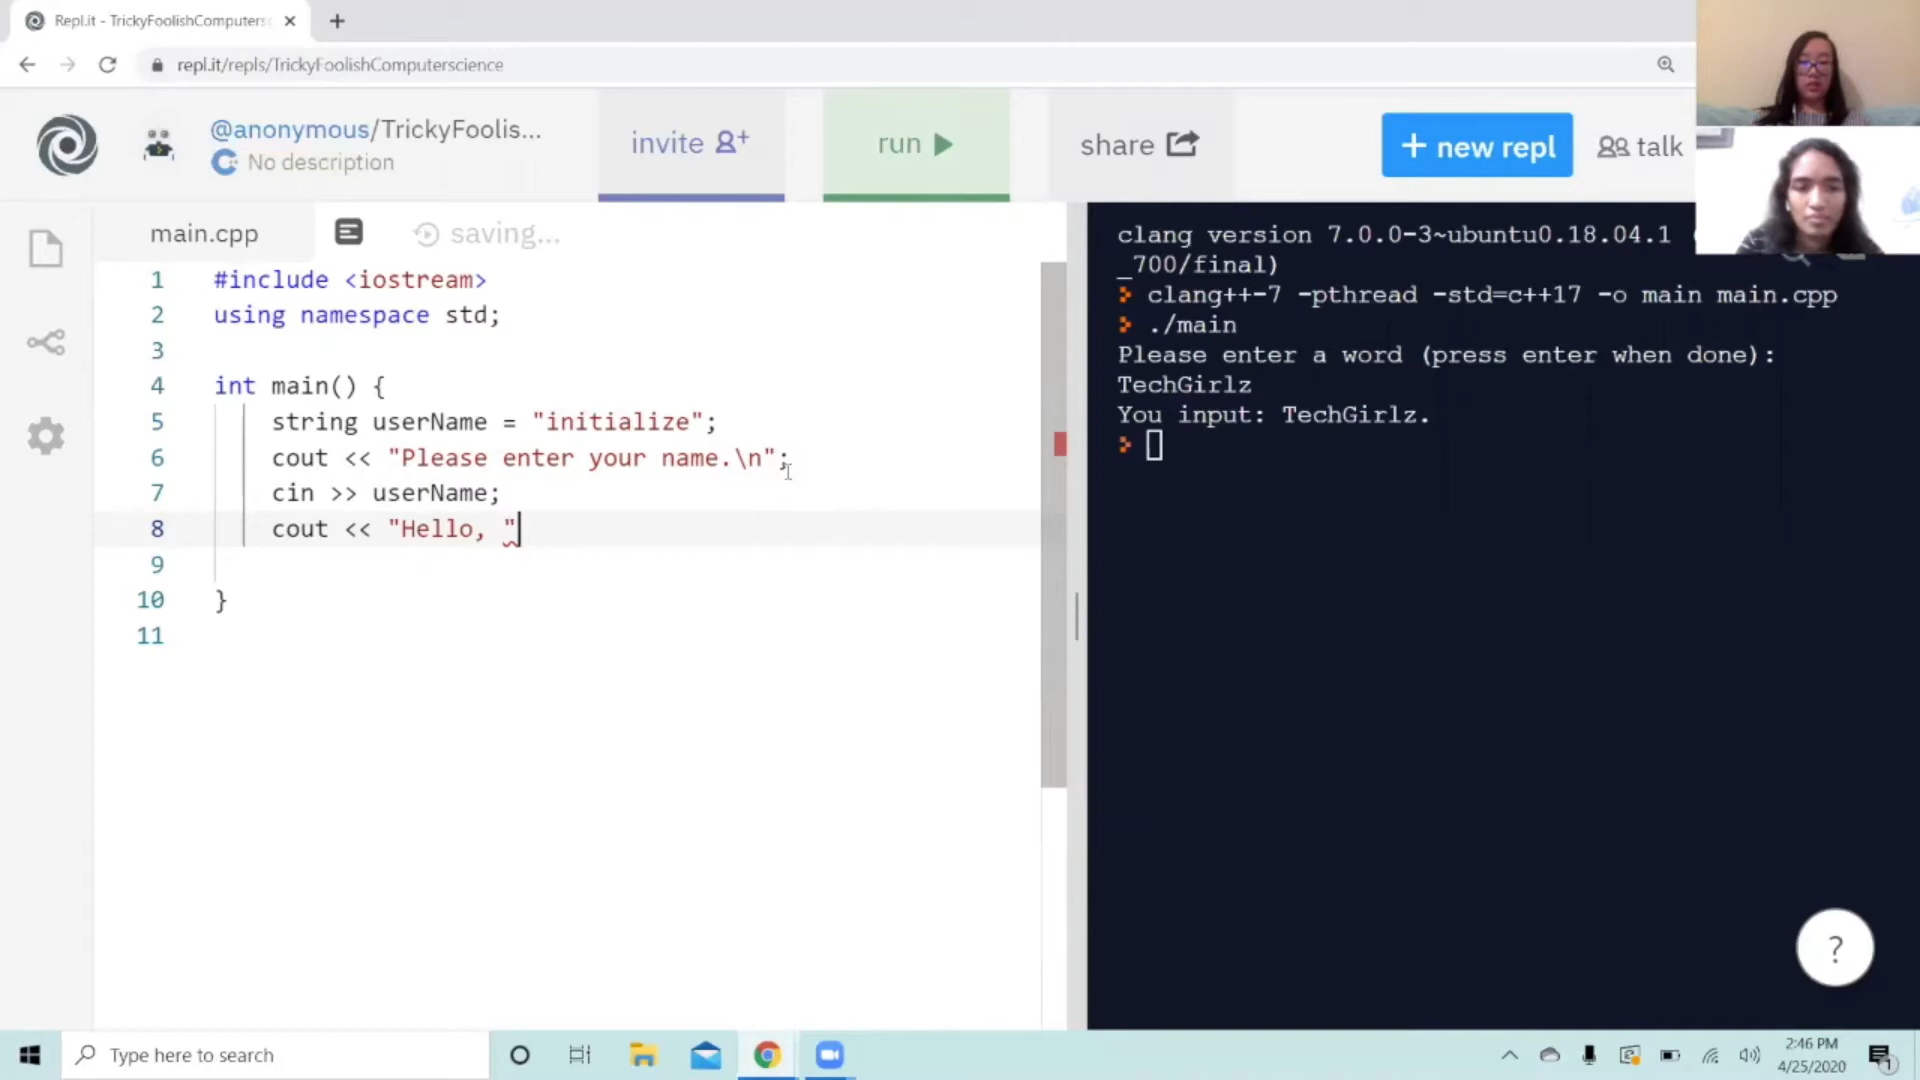 Repl.it - TrickyFoolishComputers
repl.it/repls/TrickyFoolishComputerscience
@anonymous/TrickyFoolis...
No description
invite
run
share
+ new repl
talk
main.cpp
saving...
1 #include <iostream>
2 using namespace std;
3
4 int main() {
5 string userName = "initialize";
6 cout << "Please enter your name.\n";
7 cin >> userName;
8 cout << "Hello, "
9
10 }
11
clang version 7.0.0-3~ubuntu0.18.04.1 (
_700/final)
> clang++-7 -pthread -std=c++17 -o main main.cpp
> ./main
Please enter a word (press enter when done):
TechGirlz
You input: TechGirlz.
>
?
Type here to search
2:46 PM
4/25/2020
1